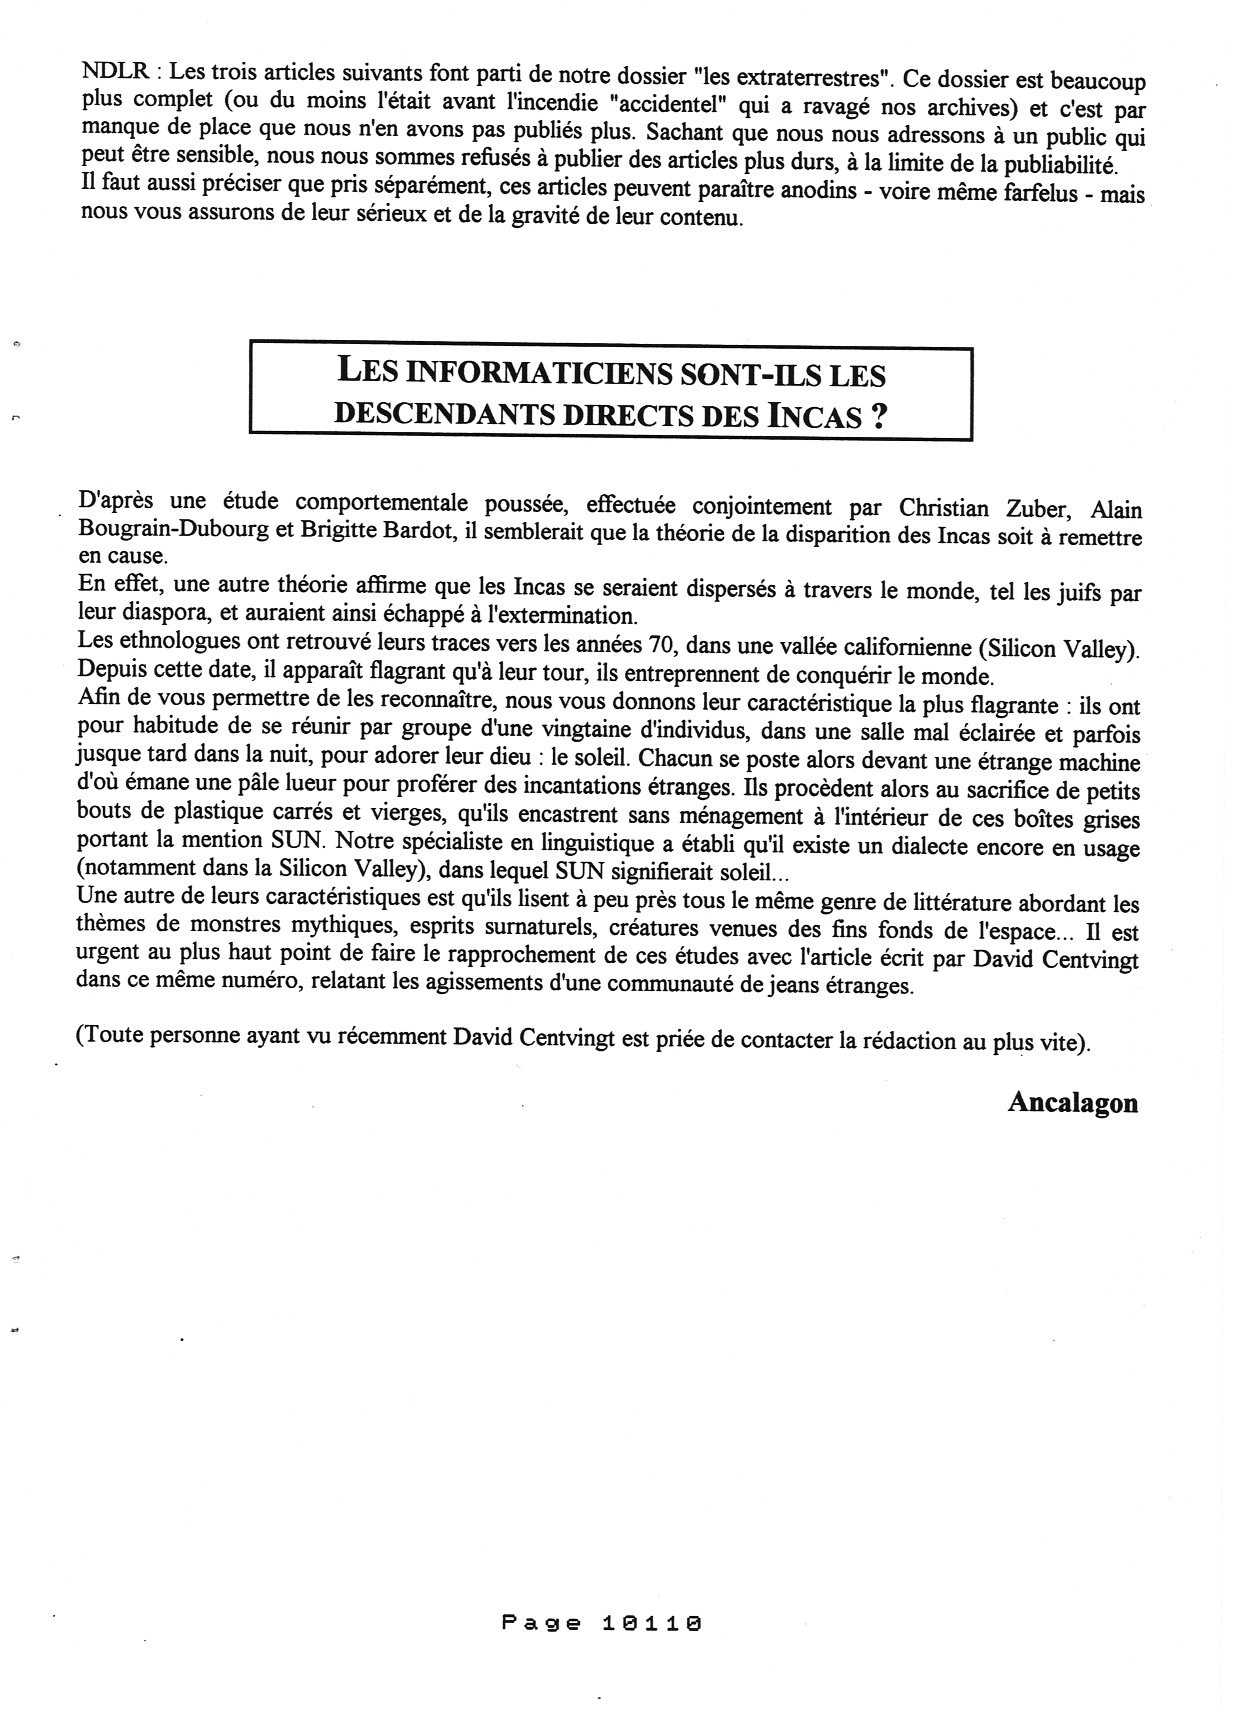 NDLR : Les trois articles suivants font parti de notre dossier "les extraterrestres". Ce dossier est beaucoup
plus complet (ou du moins l'était avant l'incendie "accidentel" qui a ravagé nos archives) et c'est par
manque de place que nous n'en avons pas publiés plus. Sachant que nous nous adressons à un public qui
peut être sensible, nous nous sommes refusés à publier des articles plus durs, à la limite de la publiabilité.
Il faut aussi préciser que pris séparément, ces articles peuvent paraître anodins - voire même farfelus - mais
nous vous assurons de leur sérieux et de la gravité de leur contenu.
LES INFORMATICIENS SONT-ILS LES
DESCENDANTS DIRECTS DES INCAS ?
D'après une étude comportementale poussée, effectuée conjointement par Christian Zuber, Alain
Bougrain-Dubourg et Brigitte Bardot, il semblerait que la théorie de la disparition des Incas soit à remettre
en cause.
En effet, une autre théorie affirme que les Incas se seraient dispersés à travers le monde, tel les juifs par
leur diaspora, et auraient ainsi échappé à l'extermination.
Les ethnologues ont retrouvé leurs traces vers les années 70, dans une vallée californienne (Silicon Valley).
Depuis cette date, il apparaît flagrant qu'à leur tour, ils entreprennent de conquérir le monde.
Afin de vous permettre de les reconnaître, nous vous donnons leur caractéristique la plus flagrante : ils ont
pour habitude de se réunir par groupe d'une vingtaine d'individus, dans une salle mal éclairée et parfois
jusque tard dans la nuit, pour adorer leur dieu : le soleil. Chacun se poste alors devant une étrange machine
d'où émane une pâle lueur pour proférer des incantations étranges. Ils procèdent alors au sacrifice de petits
bouts de plastique carrés et vierges, qu'ils encastrent sans ménagement à l'intérieur de ces boîtes grises
portant la mention SUN. Notre spécialiste en linguistique a établi qu'il existe un dialecte encore en usage
(notamment dans la Silicon Valley), dans lequel SUN signifierait soleil...
Une autre de leurs caractéristiques est qu'ils lisent à peu près tous le même genre de littérature abordant les
thèmes de monstres mythiques, esprits surnaturels, créatures venues des fins fonds de l'espace... Il est
urgent au plus haut point de faire le rapprochement de ces études avec l'article écrit par David Centvingt
dans ce même numéro, relatant les agissements d'une communauté de jeans étranges.
(Toute personne ayant vu récemment David Centvingt est priée de contacter la rédaction au plus vite).
Ancalagon
Page 10110